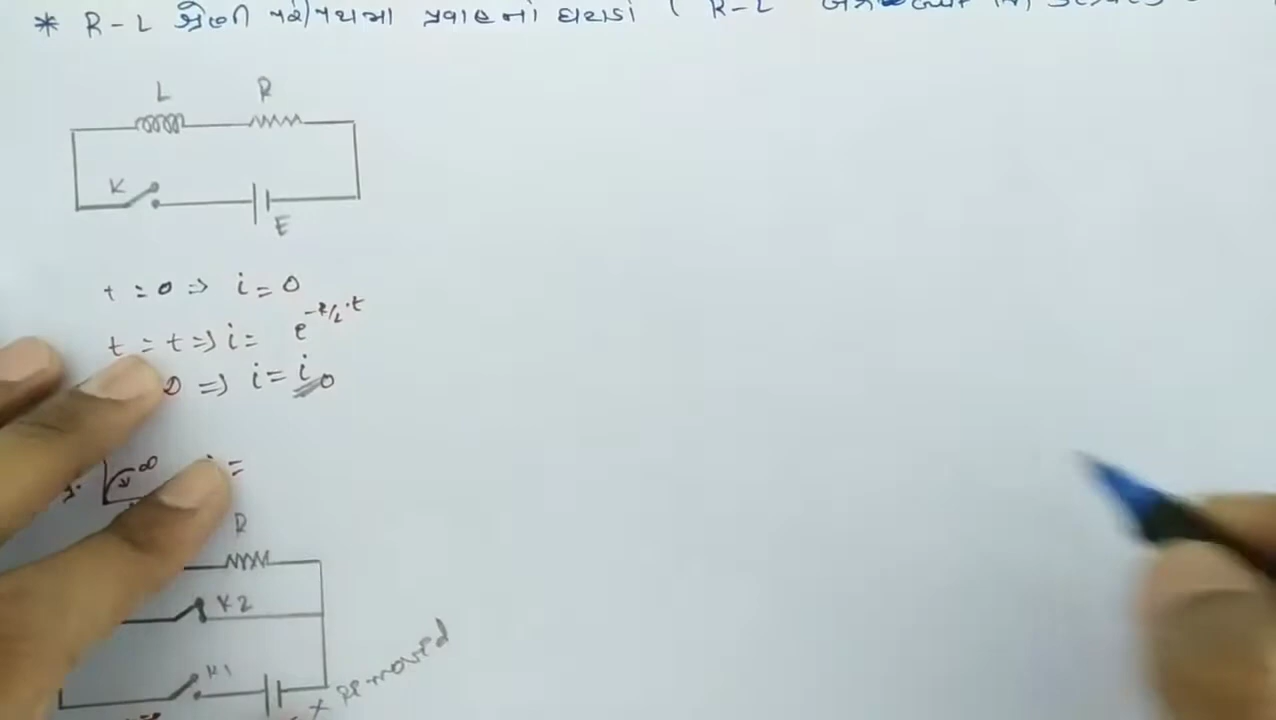 * R-L શ્રેણી પરિપથમાં પ્રવાહનો ઘટાડો ( R-L
L R
K
E
t = 0 => i = 0
t = t => i = e^-R/L·t
=> i = i0
∞ =
R
K2
K1
x Removed